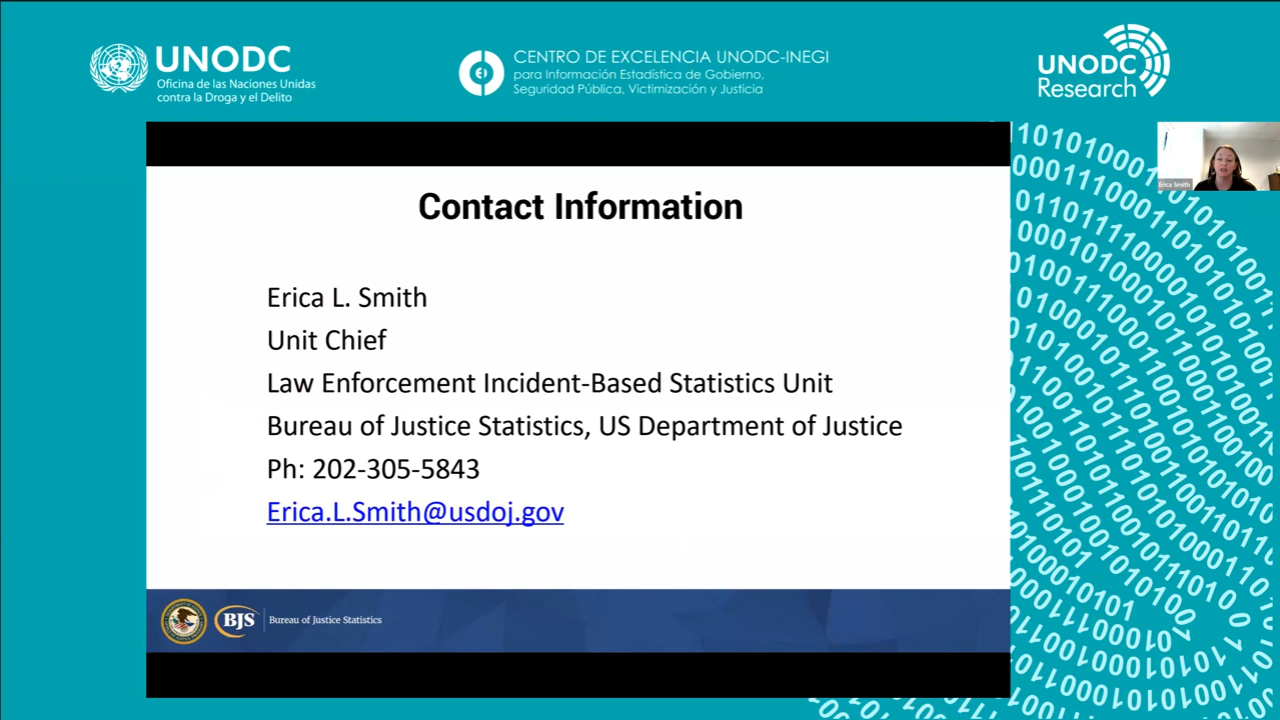 UNODC
Oficina de las Naciones Unidas
contra la Droga y el Delito
CENTRO DE EXCELENCIA UNODC-INEGI
para Información Estadística de Gobierno,
Seguridad Pública, Victimización y Justicia
UNODC
Research
Erica Smith
Contact Information
Erica L. Smith
Unit Chief
Law Enforcement Incident-Based Statistics Unit
Bureau of Justice Statistics, US Department of Justice
Ph: 202-305-5843
Erica.L.Smith@usdoj.gov
BJS
Bureau of Justice Statistics